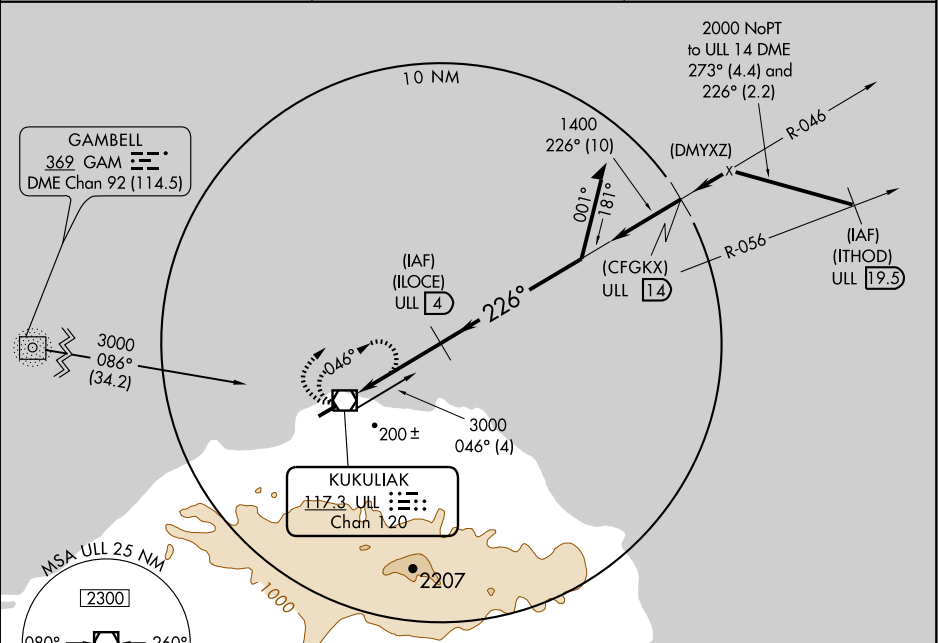 2000 NoPT
to ULL 14 DME
273° (4.4) and
226° (2.2)
10 NM
R-046
GAMBELL
369 GAM
DME Chan 92 (114.5)
1400
226° (10)
(DMYXZ)
X
001°
181°
R-056
(IAF)
(ITHOD)
ULL 19.5
(CFGKX)
ULL 14
(IAF)
(ILOCE)
ULL 4
226°
3000
086°
(34.2)
046°
3000
046° (4)
200 ±
KUKULIAK
117.3 ULL
Chan 120
2207
1000
MSA ULL 25 NM
2300
080°
260°